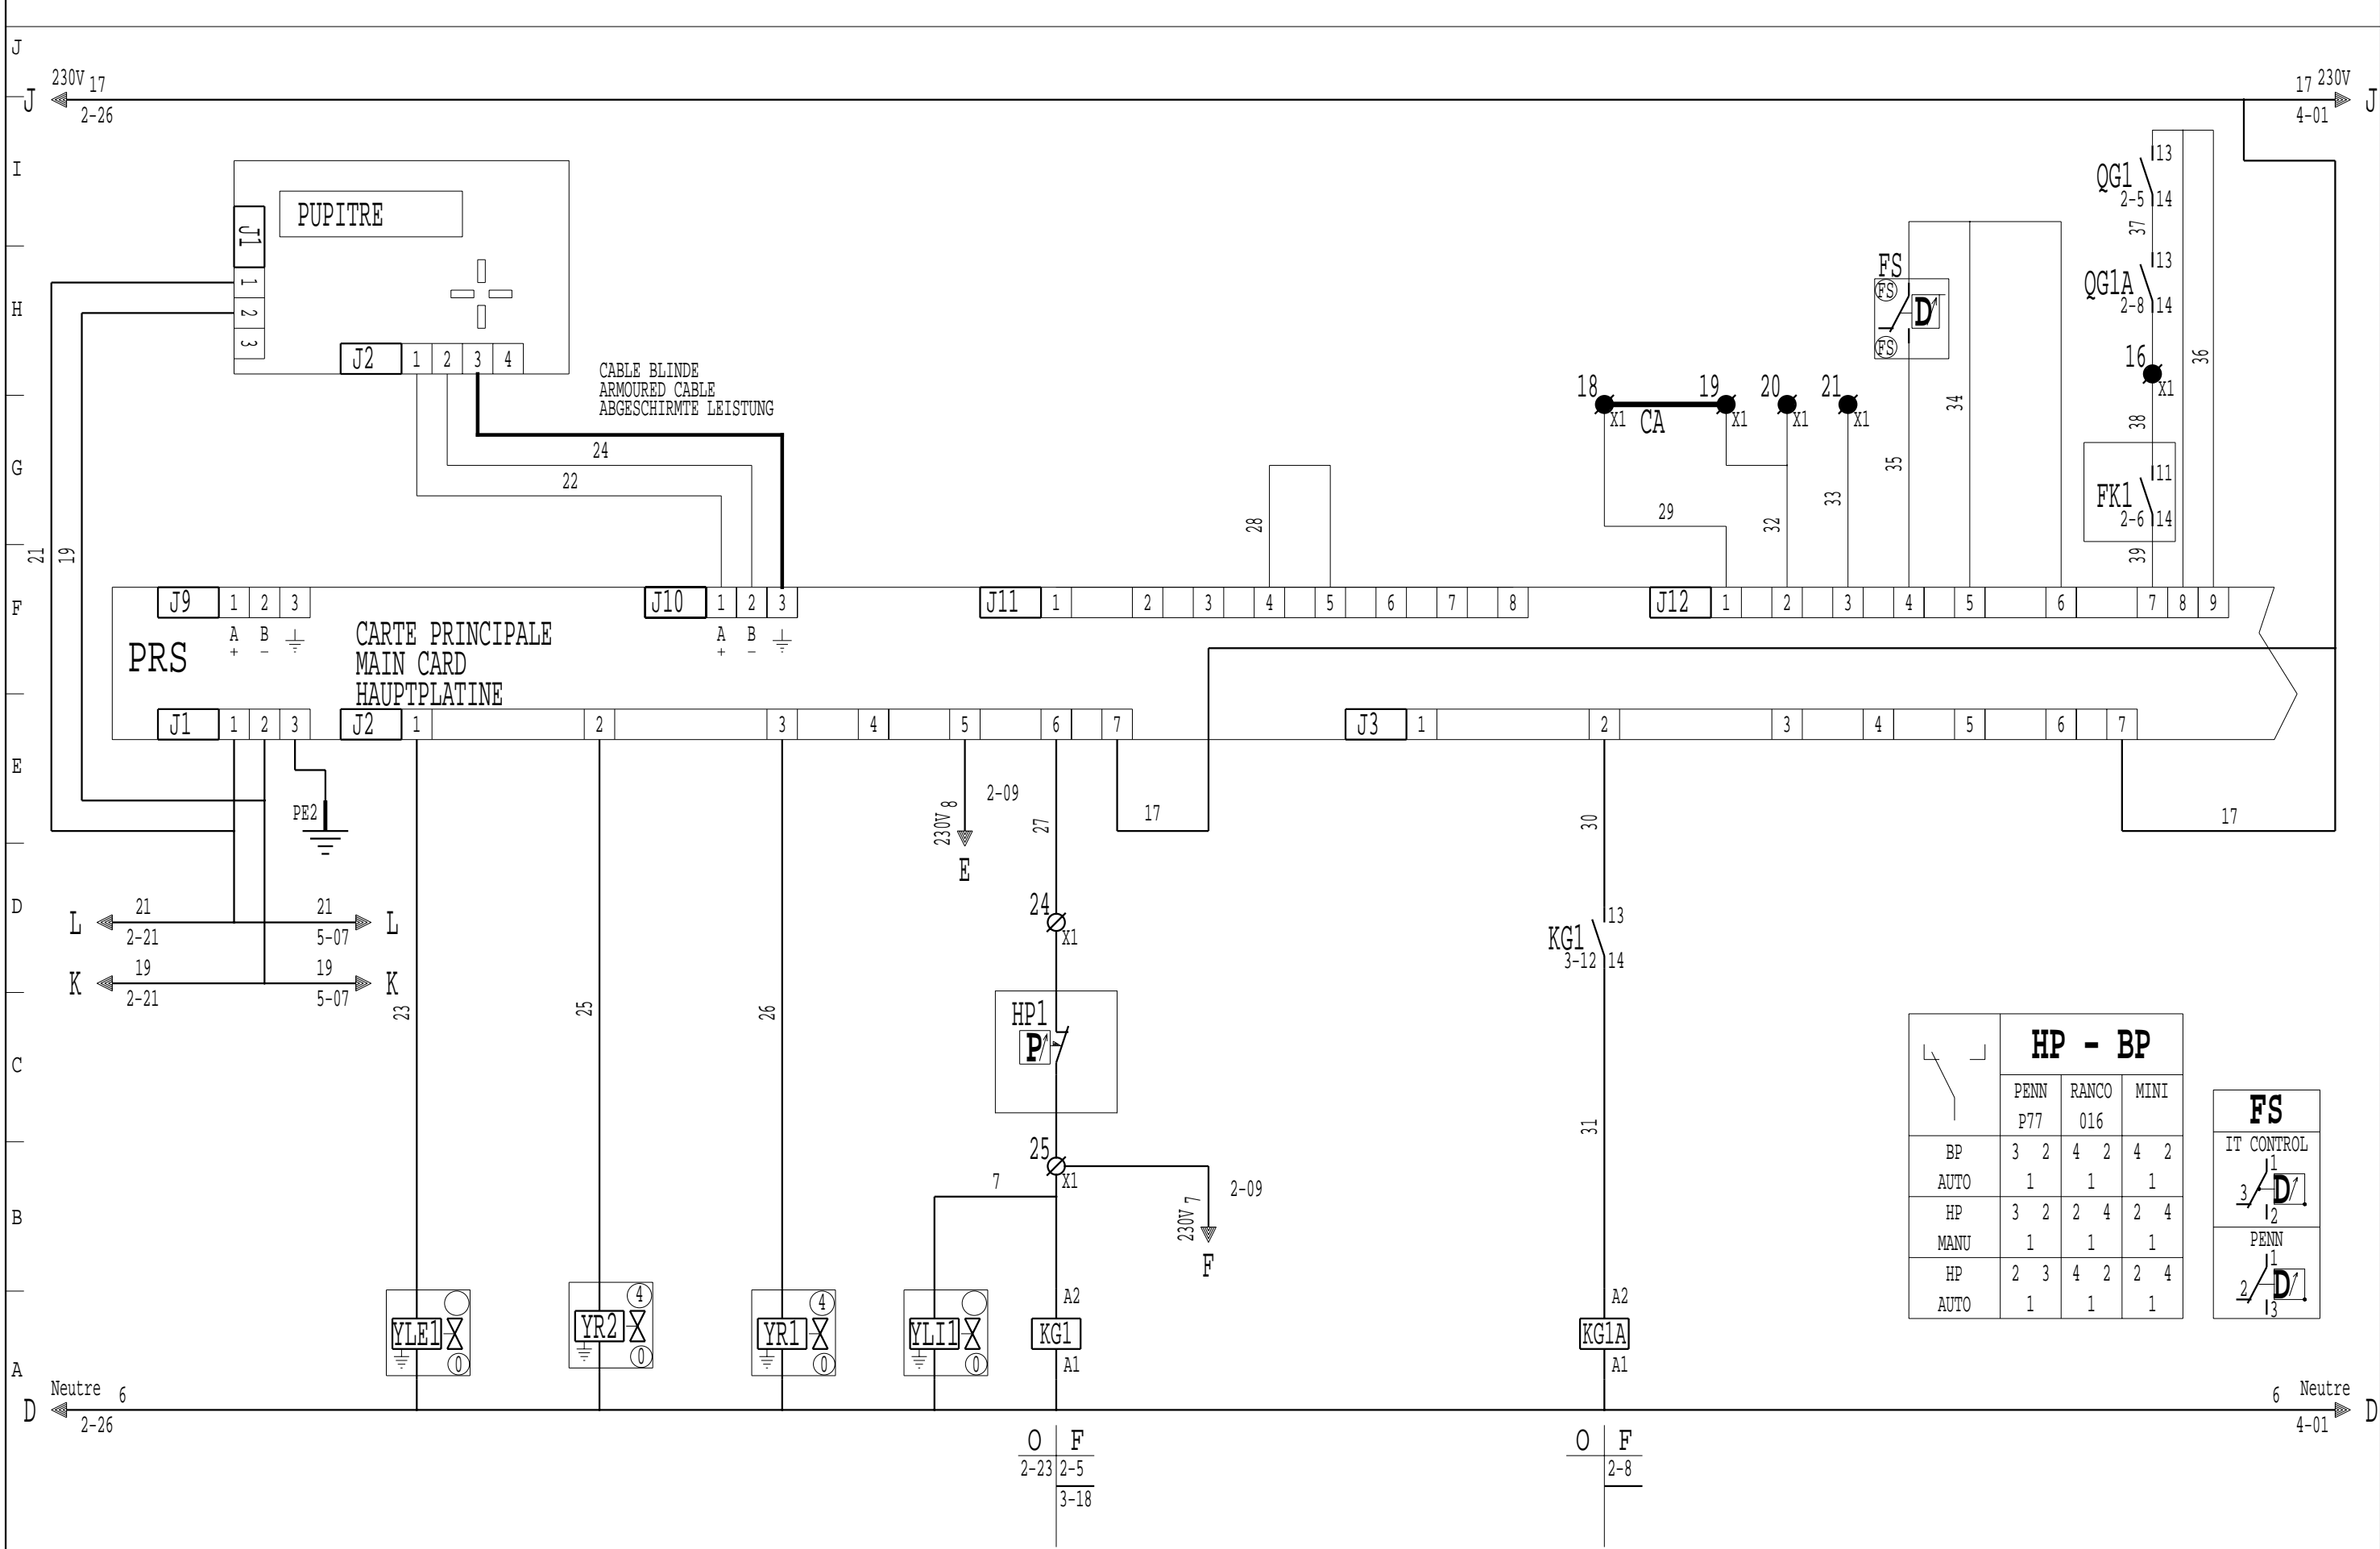 J
230V 17
17 230V
J
J
2-26
4-01
I
13
QG1
2-5
14
PUPITRE
J1
37
13
FS
1
FS
QG1A
H
D
2-8
14
2
3
16
36
J2
1 2 3 4
FS
CABLE BLINDE
ARMOURED CABLE
ABGESCHIRMTE LEISTUNG
18
19
20
21
X1
X1
X1
X1
X1
CA
34
38
24
G
35
11
22
FK1
33
29
28
32
2-6
14
21
19
39
F
J9
1 2 3
J10
1 2 3
J11
1 2 3 4 5 6 7 8
J12
1 2 3 4 5 6 7 8 9
A
B
A
B
+
-
+
-
PRS
CARTE PRINCIPALE
MAIN CARD
HAUPTPLATINE
J1
1 2 3
J2
1 2 3 4 5 6 7
J3
1 2 3 4 5 6 7
E
2-09
PE2
230V 8
27
17
30
17
E
D
21
21
24
13
L
L
2-21
5-07
X1
KG1
3-12
14
19
19
K
K
2-21
5-07
23
25
26
HP1
P
HP - BP
C
PENN
RANCO
MINI
P77
016
FS
31
25
IT CONTROL
BP
3 2
4 2
4 2
7
X1
2-09
1
AUTO
1
1
1
3
D
B
230V 7
HP
3 2
2 4
2 4
2
MANU
1
1
1
PENN
F
1
HP
2 3
4 2
2 4
2
D
4
4
A2
A2
AUTO
1
1
1
3
YLE1
YR2
YR1
YLI1
KG1
KG1A
0
0
0
0
A1
A1
A
Neutre 6
6 Neutre
D
D
2-26
4-01
O F
O F
2-23
2-5
2-8
3-18